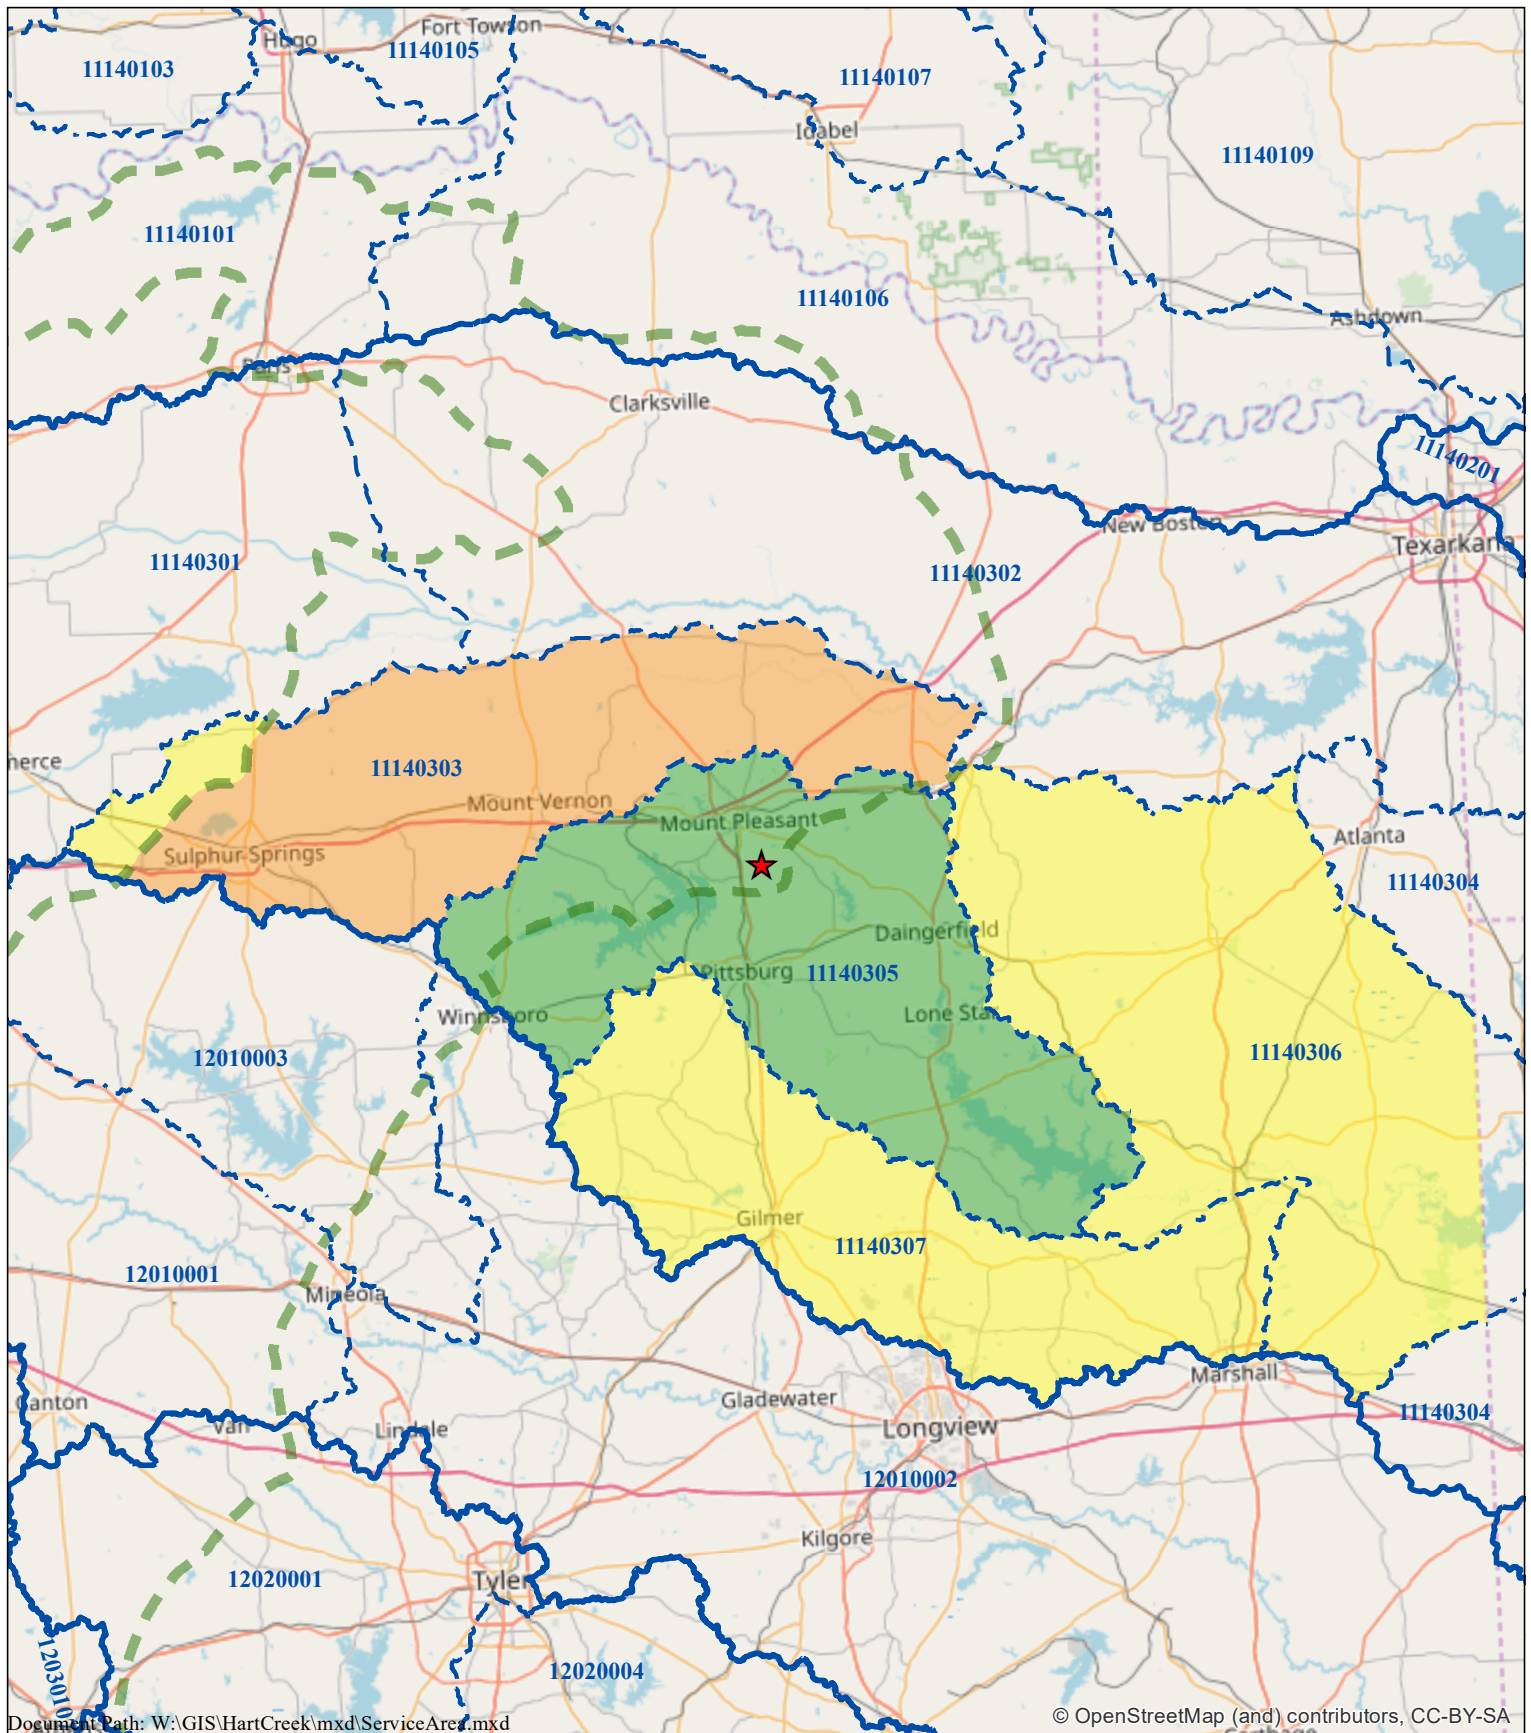 Hugo
Fort Towson
11140105
11140103
11140107
Idabel
11140109
11140101
11140106
Ashdown
Paris
Clarksville
11140201
New Boston
Texarkana
11140301
11140302
11140303
Mount Vernon
Mount Pleasant
Sulphur Springs
Atlanta
11140304
Daingerfield
Pittsburg
11140305
Winnsboro
Lone Star
12010003
11140306
Gilmer
11140307
12010001
Mineola
Marshall
Canton
Gladewater
11140304
Van
Lindale
Longview
12010002
Kilgore
12020001
Tyler
12020004
Document Path: W:\GIS\HartCreek\mxd\ServiceArea.mxd
© OpenStreetMap (and) contributors, CC-BY-SA